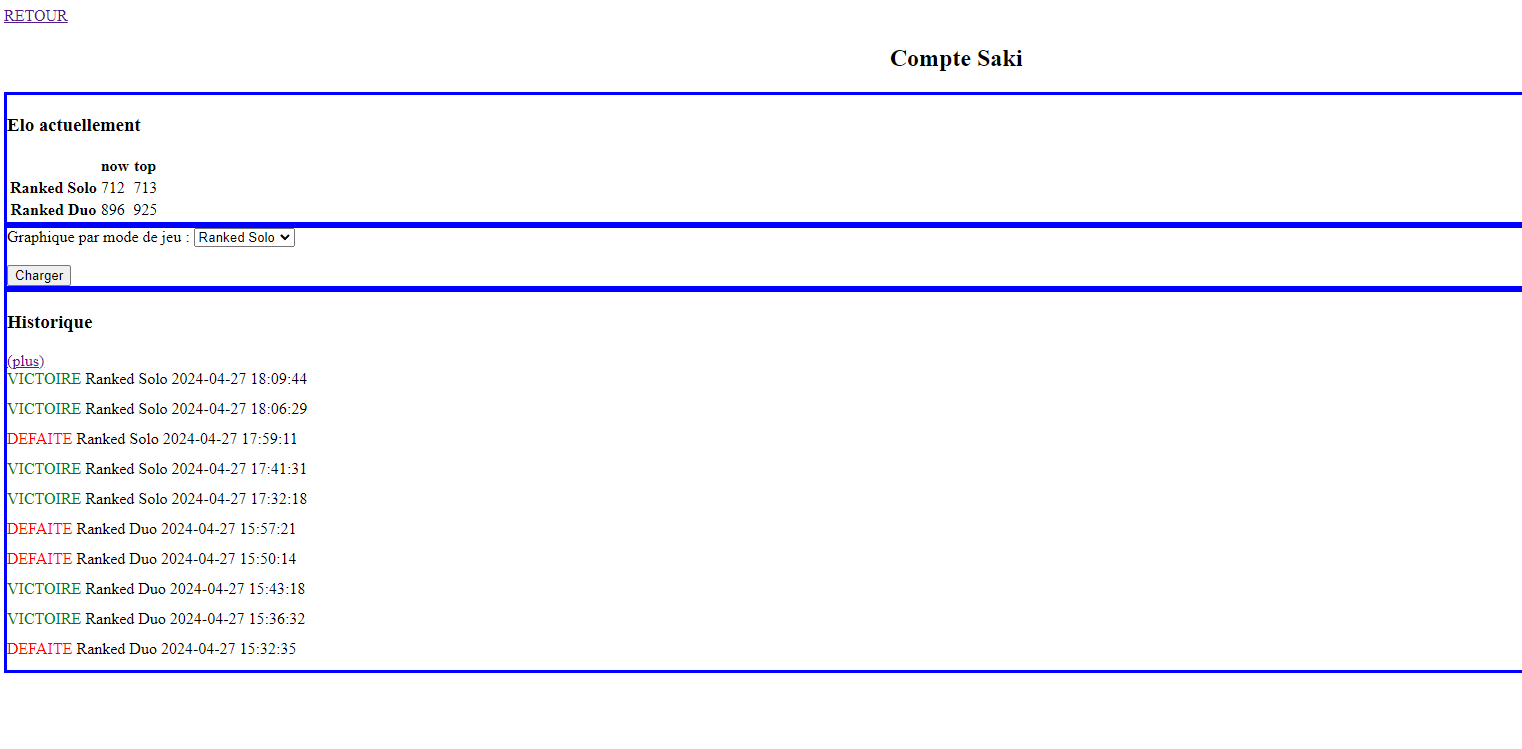 RETOUR
Compte Saki
Elo actuellement
now top
Ranked Solo 712 713
Ranked Duo 896 925
Graphique par mode de jeu : Ranked Solo
Charger
Historique
(plus)
VICTOIRE Ranked Solo 2024-04-27 18:09:44
VICTOIRE Ranked Solo 2024-04-27 18:06:29
DEFAITE Ranked Solo 2024-04-27 17:59:11
VICTOIRE Ranked Solo 2024-04-27 17:41:31
VICTOIRE Ranked Solo 2024-04-27 17:32:18
DEFAITE Ranked Duo 2024-04-27 15:57:21
DEFAITE Ranked Duo 2024-04-27 15:50:14
VICTOIRE Ranked Duo 2024-04-27 15:43:18
VICTOIRE Ranked Duo 2024-04-27 15:36:32
DEFAITE Ranked Duo 2024-04-27 15:32:35